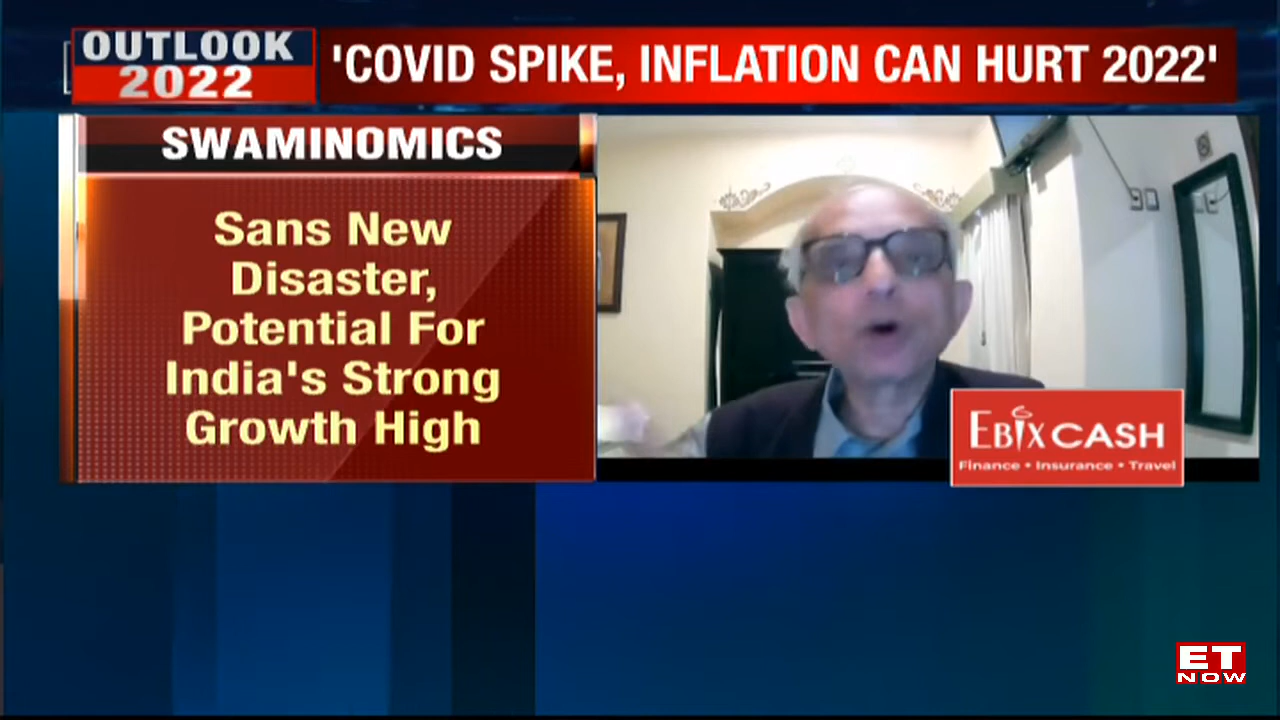 OUTLOOK
2022
'COVID SPIKE, INFLATION CAN HURT 2022'
SWAMINOMICS
Sans New
Disaster,
Potential For
India's Strong
Growth High
EbixCASH
Finance • Insurance • Travel
ET
NOW